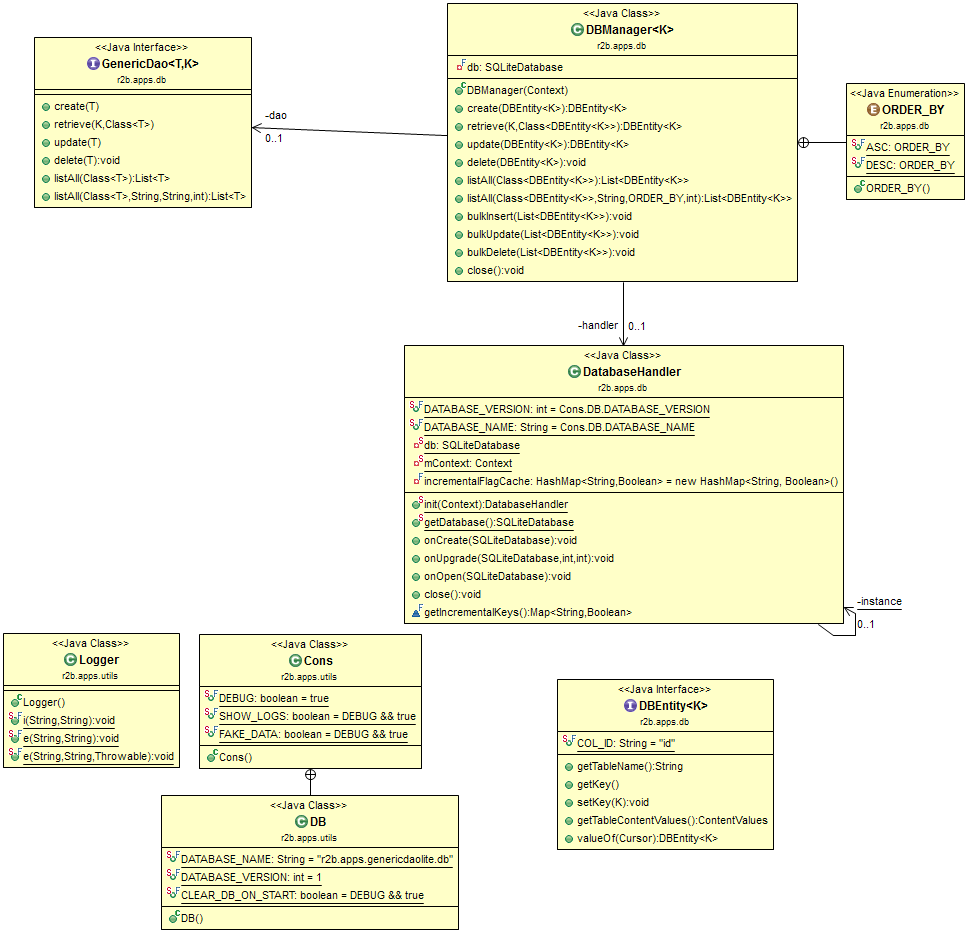 <<Java Interface>>
GenericDao<T,K>
r2b.apps.db
create(T)
retrieve(K,Class<T>)
update(T)
delete(T):void
listAll(Class<T>):List<T>
listAll(Class<T>,String,String,int):List<T>
-dao
0..1
<<Java Class>>
DBManager<K>
r2b.apps.db
db: SQLiteDatabase
DBManager(Context)
create(DBEntity<K>):DBEntity<K>
retrieve(K,Class<DBEntity<K>>):DBEntity<K>
update(DBEntity<K>):DBEntity<K>
delete(DBEntity<K>):void
listAll(Class<DBEntity<K>>):List<DBEntity<K>>
listAll(Class<DBEntity<K>>,String,ORDER_BY,int):List<DBEntity<K>>
bulkInsert(List<DBEntity<K>>):void
bulkUpdate(List<DBEntity<K>>):void
bulkDelete(List<DBEntity<K>>):void
close():void
<<Java Enumeration>>
ORDER_BY
r2b.apps.db
ASC: ORDER_BY
DESC: ORDER_BY
ORDER_BY()
-handler
0..1
<<Java Class>>
DatabaseHandler
r2b.apps.db
DATABASE_VERSION: int = Cons.DB.DATABASE_VERSION
DATABASE_NAME: String = Cons.DB.DATABASE_NAME
db: SQLiteDatabase
mContext: Context
incrementalFlagCache: HashMap<String,Boolean> = new HashMap<String, Boolean>()
init(Context):DatabaseHandler
getDatabase():SQLiteDatabase
onCreate(SQLiteDatabase):void
onUpgrade(SQLiteDatabase,int,int):void
onOpen(SQLiteDatabase):void
close():void
getIncrementalKeys():Map<String,Boolean>
-instance
0..1
<<Java Class>>
Logger
r2b.apps.utils
Logger()
i(String,String):void
e(String,String):void
e(String,String,Throwable):void
<<Java Class>>
Cons
r2b.apps.utils
DEBUG: boolean = true
SHOW_LOGS: boolean = DEBUG && true
FAKE_DATA: boolean = DEBUG && true
Cons()
<<Java Class>>
DB
r2b.apps.utils
DATABASE_NAME: String = "r2b.apps.genericdaolite.db"
DATABASE_VERSION: int = 1
CLEAR_DB_ON_START: boolean = DEBUG && true
DB()
<<Java Interface>>
DBEntity<K>
r2b.apps.db
COL_ID: String = "id"
getTableName():String
getKey()
setKey(K):void
getTableContentValues():ContentValues
valueOf(Cursor):DBEntity<K>